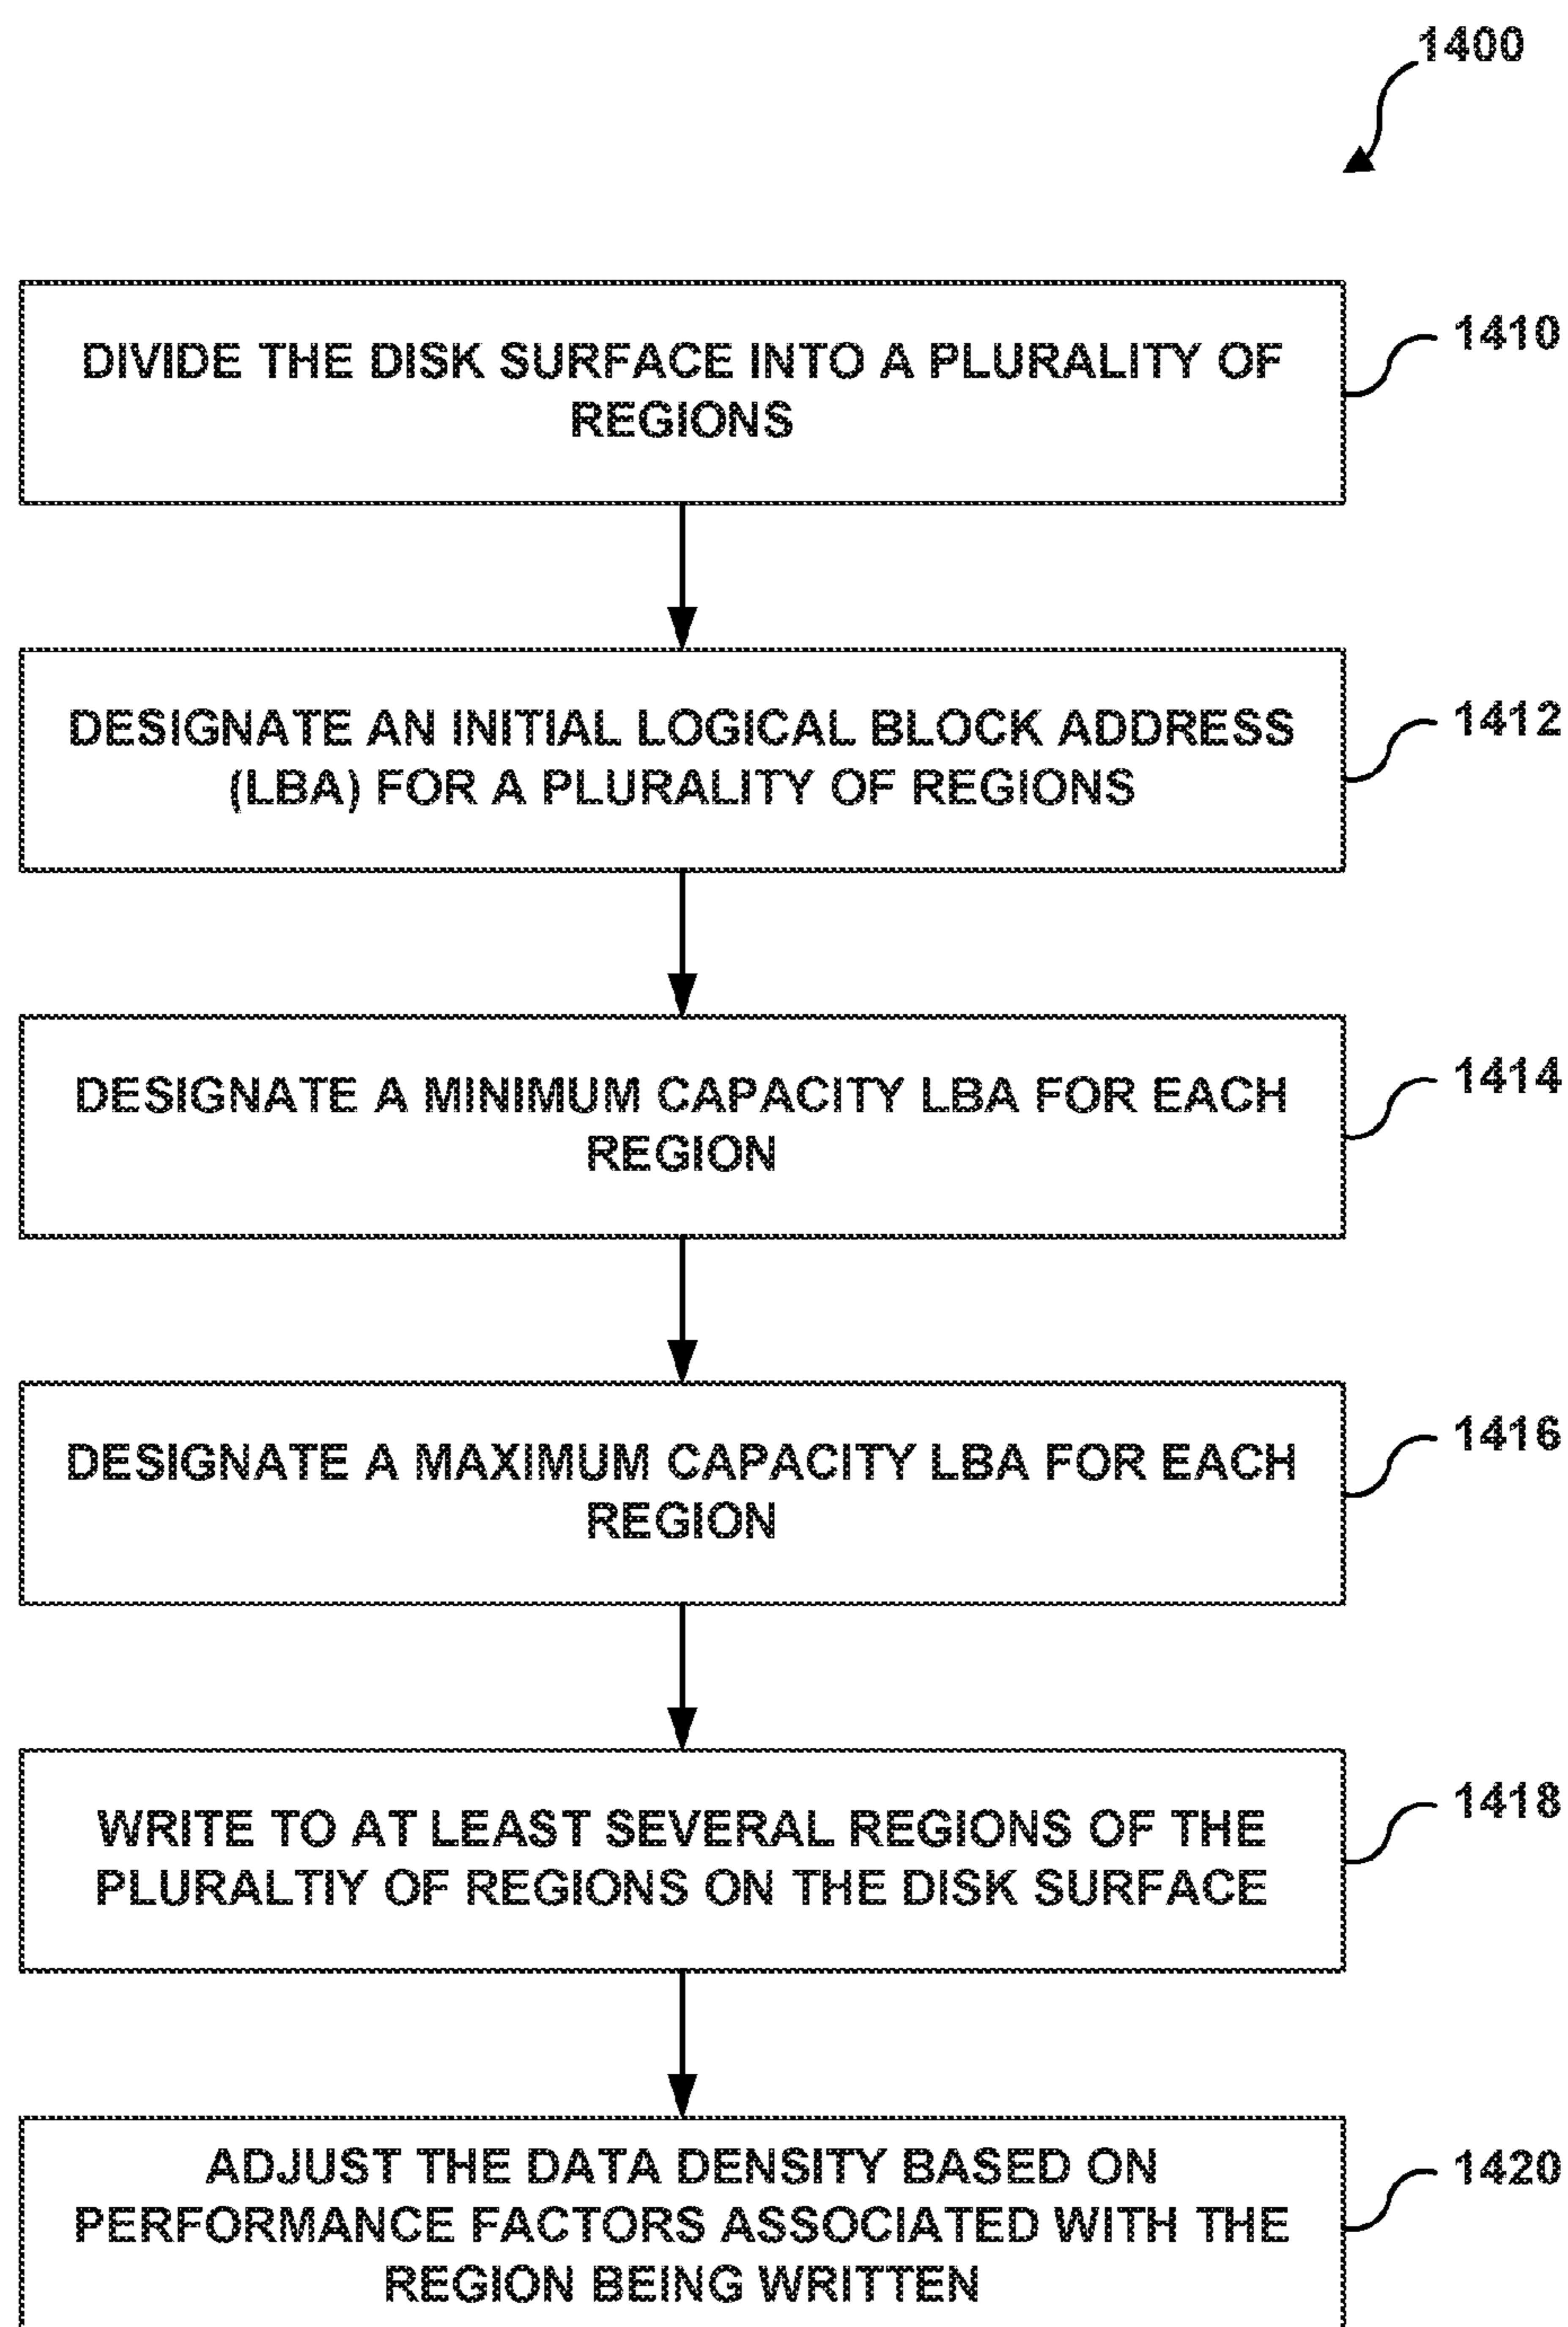 1400
DIVIDE THE DISK SURFACE INTO A PLURALITY OF
REGIONS
1410
DESIGNATE AN INITIAL LOGICAL BLOCK ADDRESS
(LBA) FOR A PLURALITY OF REGIONS
1412
DESIGNATE A MINIMUM CAPACITY LBA FOR EACH
REGION
1414
DESIGNATE A MAXIMUM CAPACITY LBA FOR EACH
REGION
1416
WRITE TO AT LEAST SEVERAL REGIONS OF THE
PLURALTIY OF REGIONS ON THE DISK SURFACE
1418
ADJUST THE DATA DENSITY BASED ON
PERFORMANCE FACTORS ASSOCIATED WITH THE
REGION BEING WRITTEN
1420